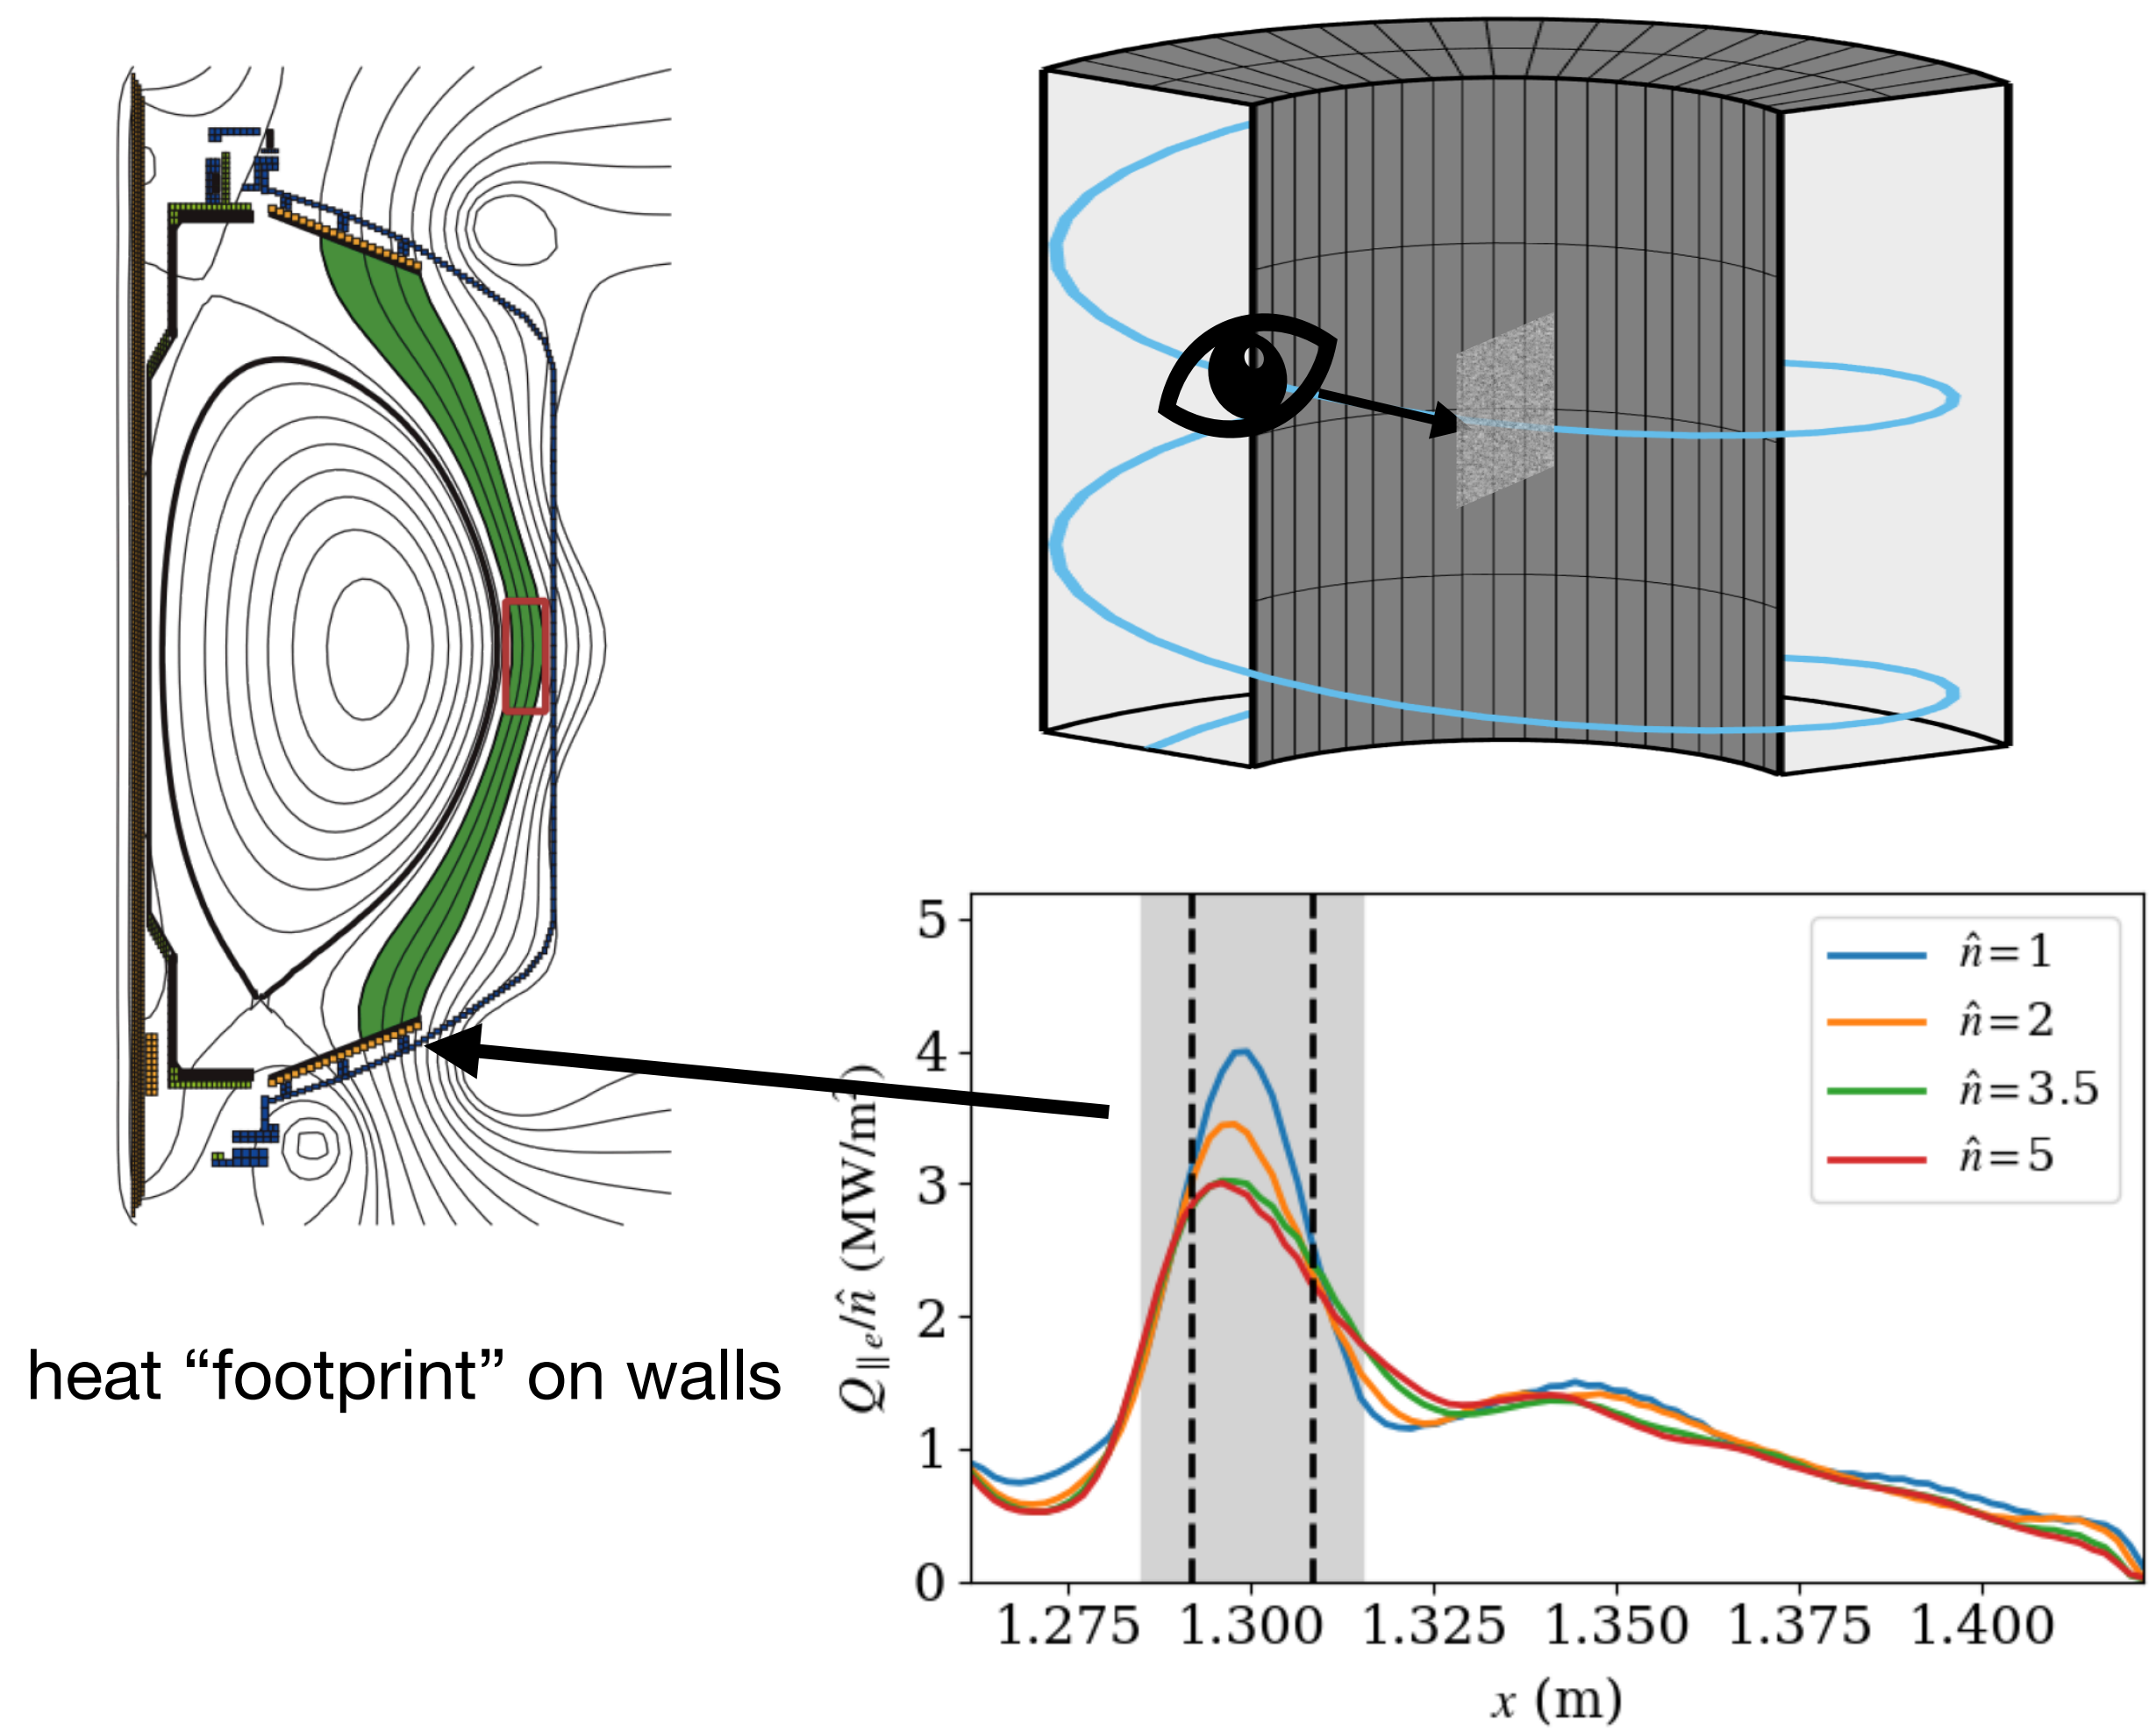 5
4
3
2
1
0
Q∥e/n̂ (MW/m²)
n̂ = 1
n̂ = 2
n̂ = 3.5
n̂ = 5
heat “footprint” on walls
1.275 1.300 1.325 1.350 1.375 1.400
x (m)